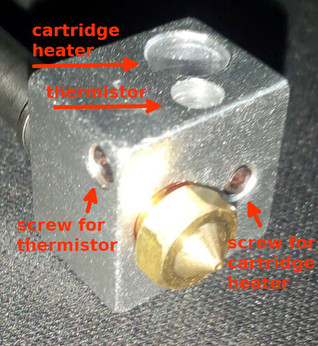 cartridge
heater
thermistor
screw for
thermistor
screw for
cartridge
heater